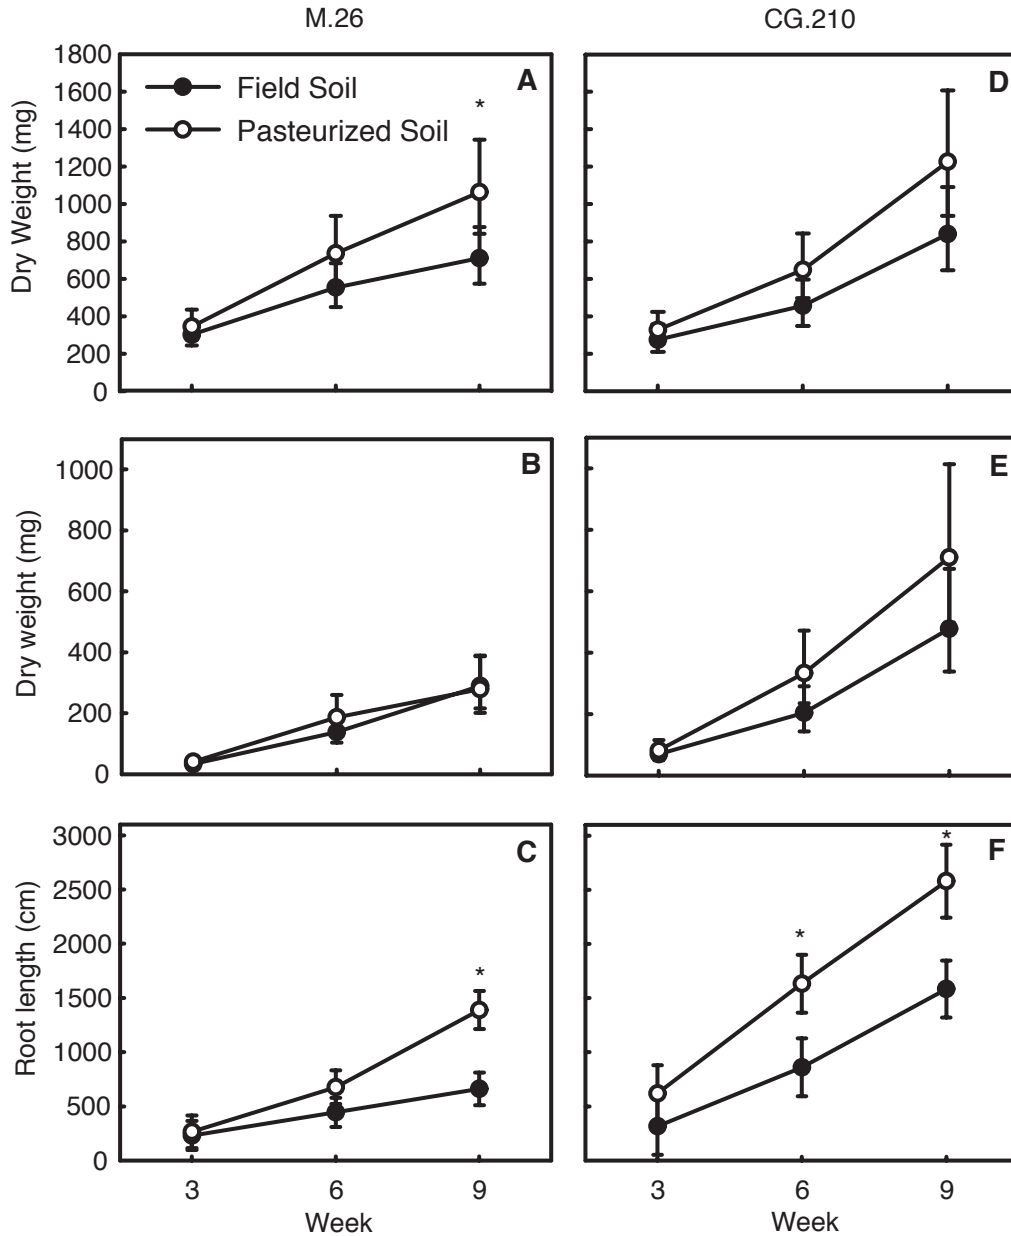 M.26
CG.210
Dry Weight (mg)
1800
1600
1400
1200
1000
800
600
400
200
0
Field Soil
Pasteurized Soil
A
*
D
Dry weight (mg)
1000
800
600
400
200
0
B
E
Root length (cm)
3000
2500
2000
1500
1000
500
0
C
*
F
*
*
3
6
9
Week
3
6
9
Week